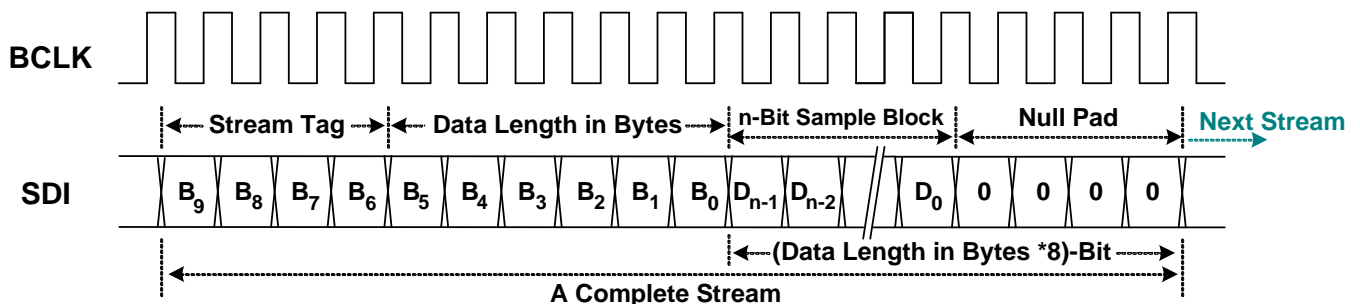 BCLK
Stream Tag Data Length in Bytes n-Bit Sample Block Null Pad Next Stream
SDI B9 B8 B7 B6 B5 B4 B3 B2 B1 B0 Dn-1 Dn-2 D0 0 0 0 0
(Data Length in Bytes *8)-Bit
A Complete Stream